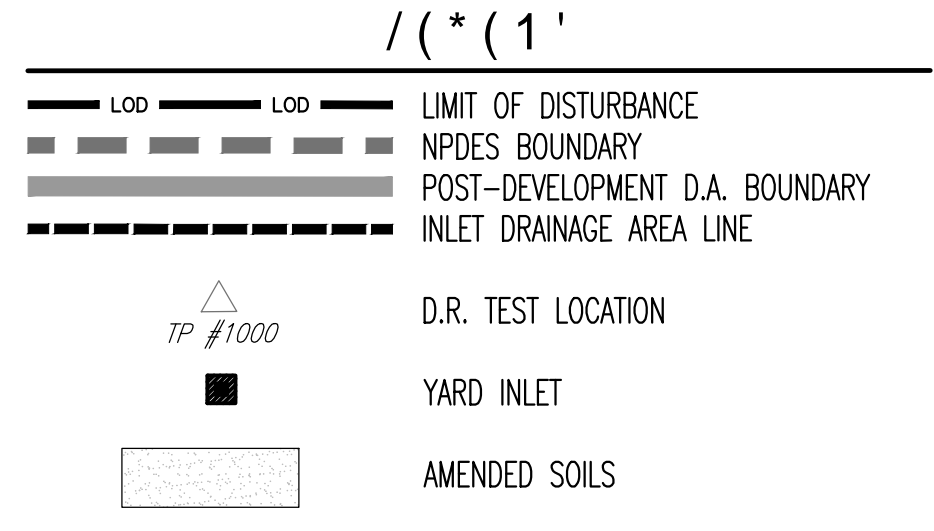 /(*(1'
LOD LOD LIMIT OF DISTURBANCE
NPDES BOUNDARY
POST-DEVELOPMENT D.A. BOUNDARY
INLET DRAINAGE AREA LINE
D.R. TEST LOCATION
TP #1000
YARD INLET
AMENDED SOILS